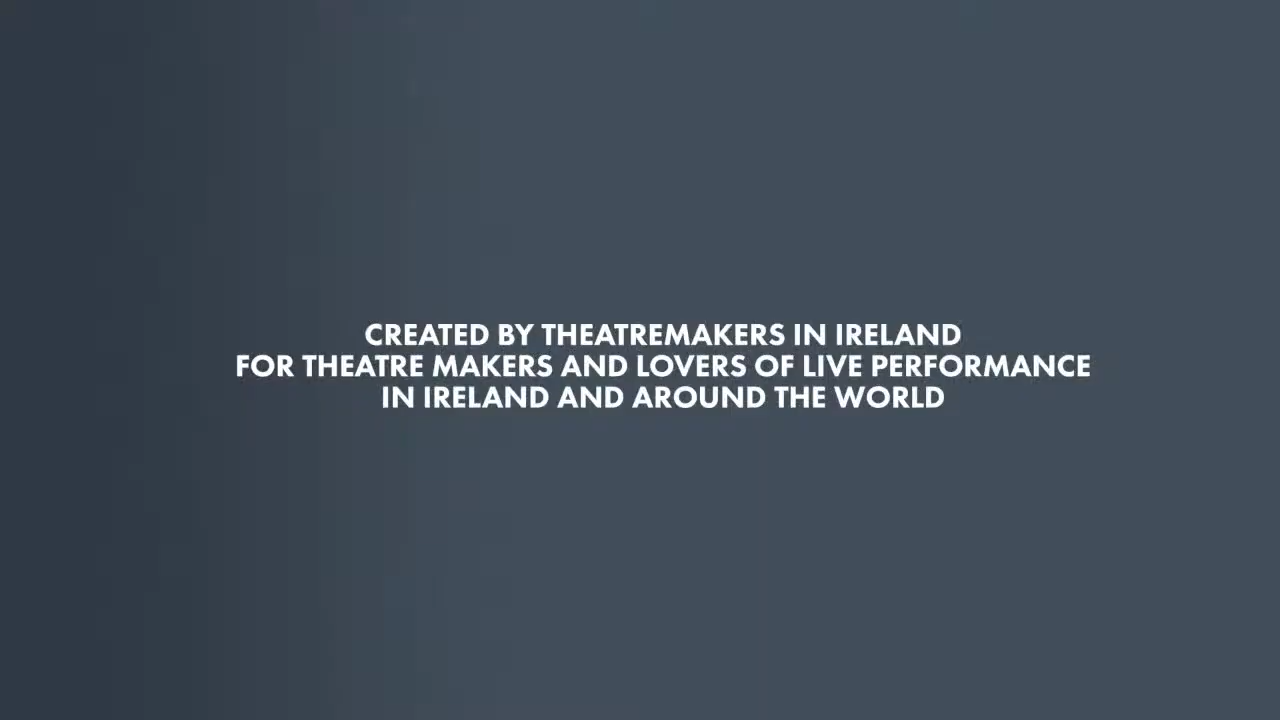 CREATED BY THEATREMAKERS IN IRELAND
FOR THEATRE MAKERS AND LOVERS OF LIVE PERFORMANCE
IN IRELAND AND AROUND THE WORLD